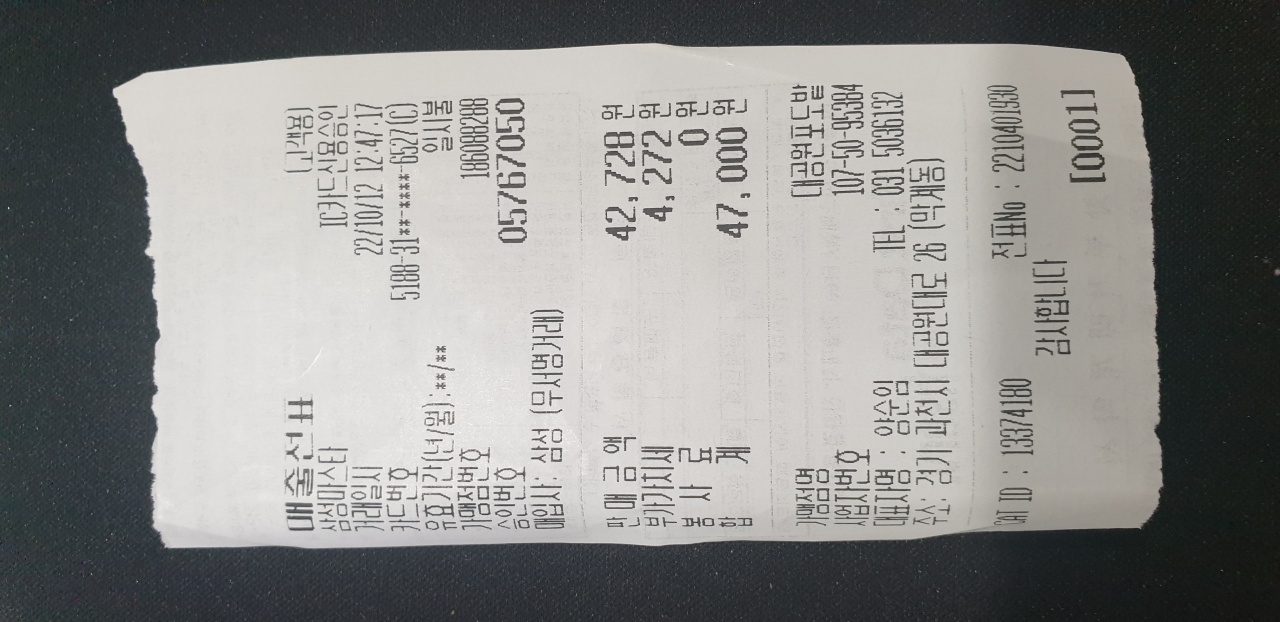 매출전표 (고객용)
삼성마스타 IC카드신용승인
거래일시 22/10/12 12:47:17
카드번호 5188-31**-****-6527(C)
유효기간(년/월):**/** 일시불
가맹점번호 186088288
승인번호 05767050
매입사: 삼성 (무서명거래)
판 매 금 액 42,728 원
부가가치세 4,272 원
봉 사 료 0 원
합 계 47,000 원
가맹점명 대공원포도밭
사업자번호 107-50-95384
대표자명 : 양순임 TEL : 031 5036132
주소: 경기 과천시 대공원대로 26 (막계동)
CAT ID : 13374180 전표No : 2210401930
감사합니다
[0001]